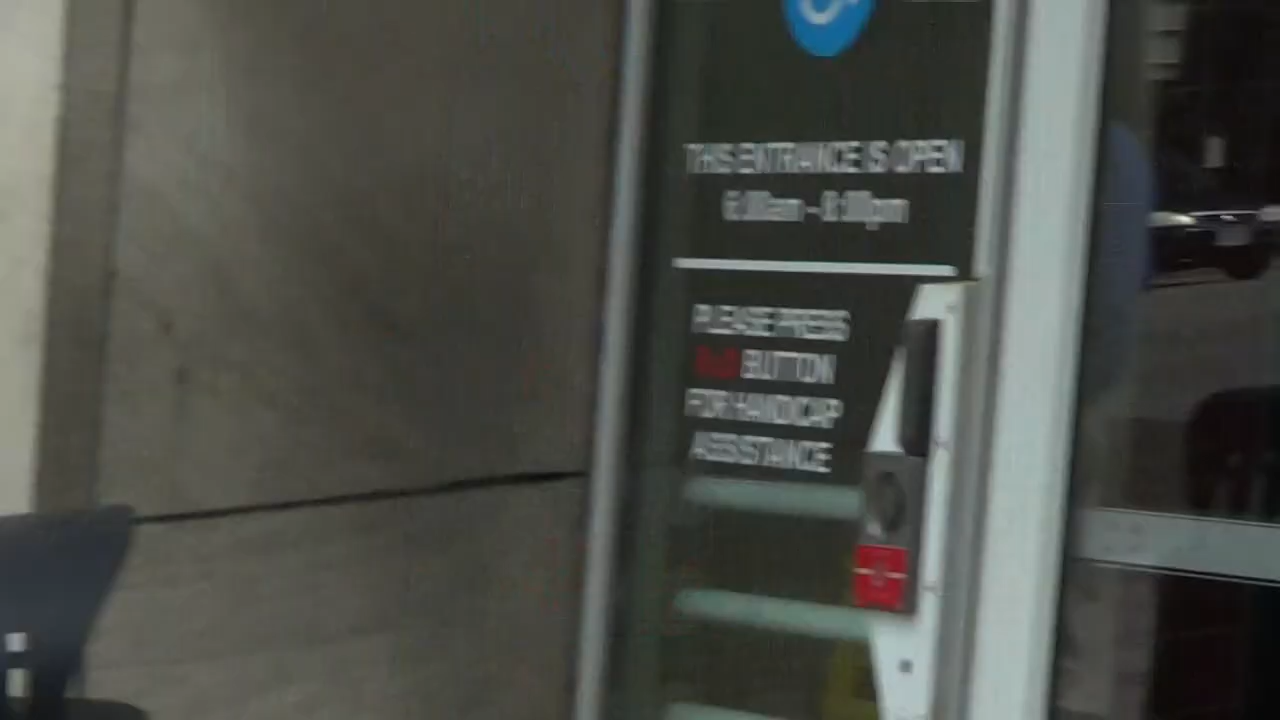 THIS ENTRANCE IS OPEN
PLEASE PRESS
BUTTON
FOR HANDICAP
ASSISTANCE